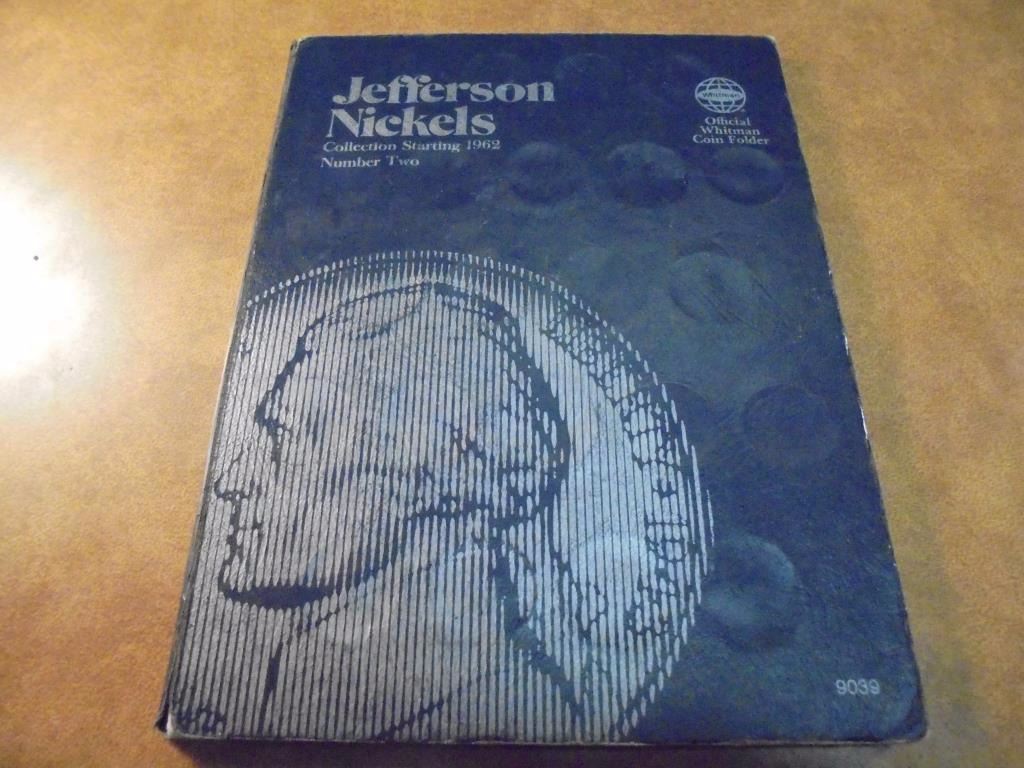 Jefferson
Nickels
Collection Starting 1962
Number Two
Whitman
Official
Whitman
Coin Folder
9039